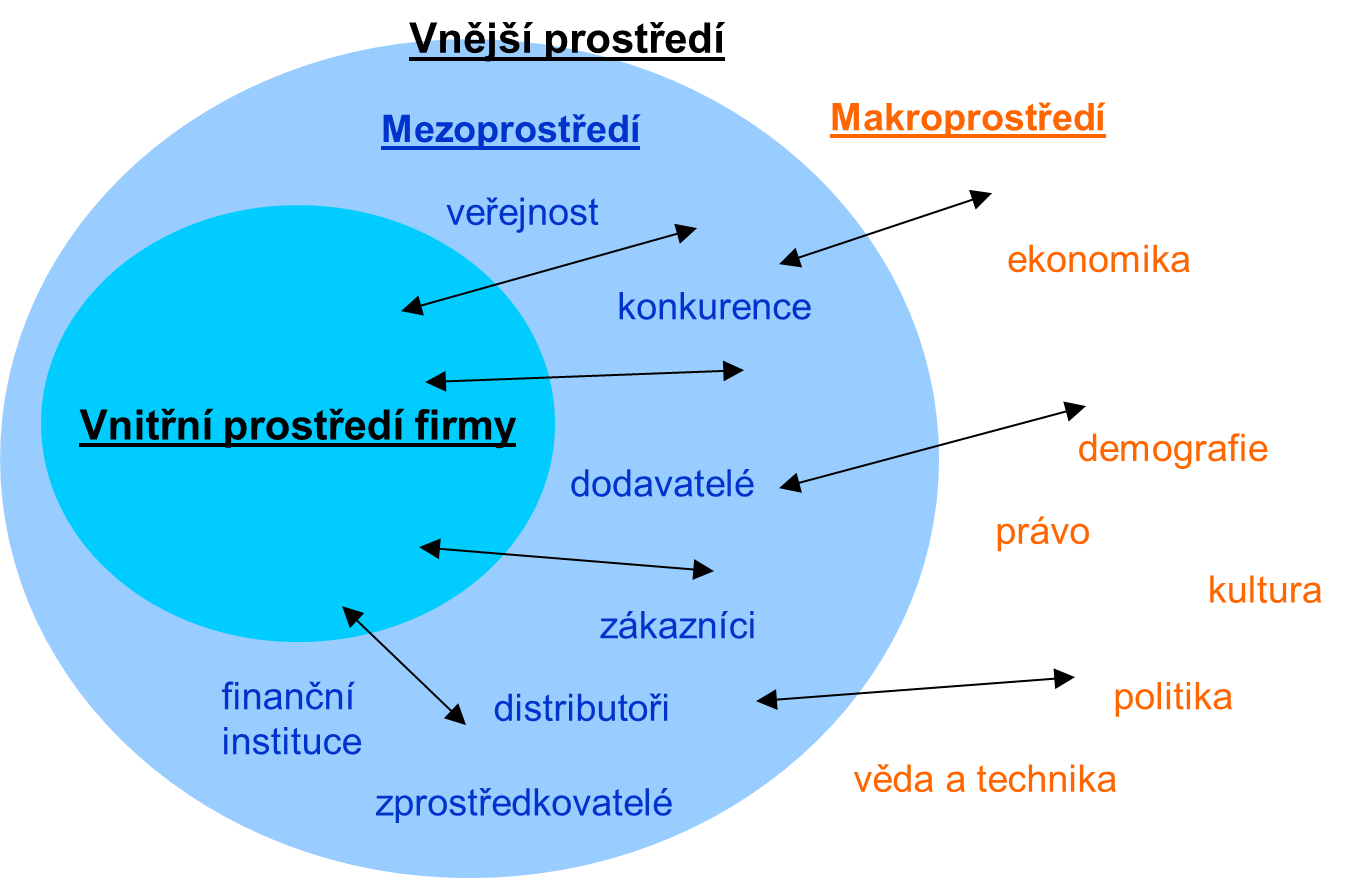 Vnější prostředí
Mezoprostředí
Makroprostředí
veřejnost
ekonomika
konkurence
Vnitřní prostředí firmy
demografie
dodavatelé
právo
kultura
zákazníci
finanční
instituce
distributoři
politika
věda a technika
zprostředkovatelé